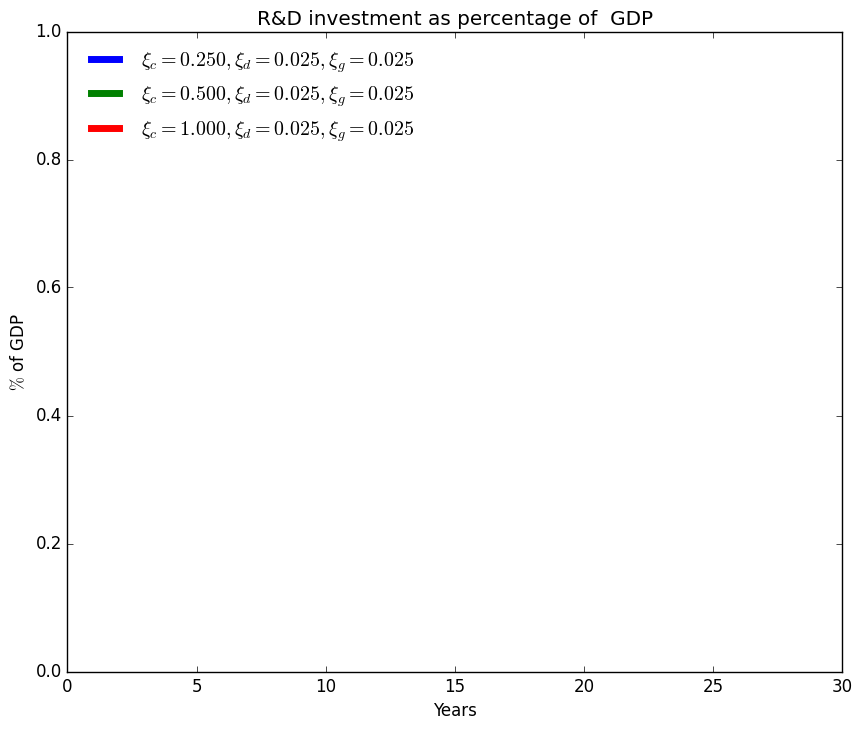 R&D investment as percentage of  GDP
1.0
ξ_c = 0.250, ξ_d = 0.025, ξ_g = 0.025
ξ_c = 0.500, ξ_d = 0.025, ξ_g = 0.025
ξ_c = 1.000, ξ_d = 0.025, ξ_g = 0.025
0.8
0.6
% of GDP
0.4
0.2
0.0
0 5 10 15 20 25 30
Years